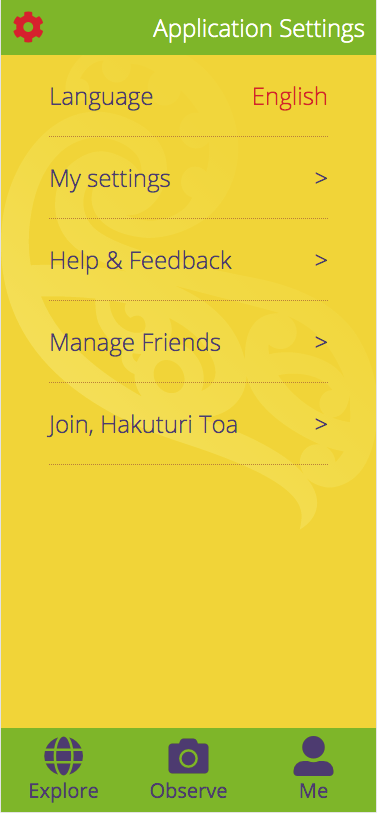 Application Settings
Language English
My settings >
Help & Feedback >
Manage Friends >
Join, Hakuturi Toa >
Explore Observe Me